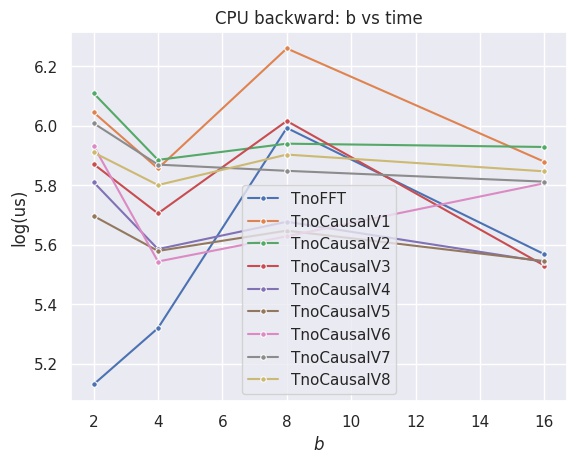 CPU backward: b vs time
6.2
6.0
5.8
5.6
5.4
5.2
log(us)
TnoFFT
TnoCausalV1
TnoCausalV2
TnoCausalV3
TnoCausalV4
TnoCausalV5
TnoCausalV6
TnoCausalV7
TnoCausalV8
2 4 6 8 10 12 14 16
b